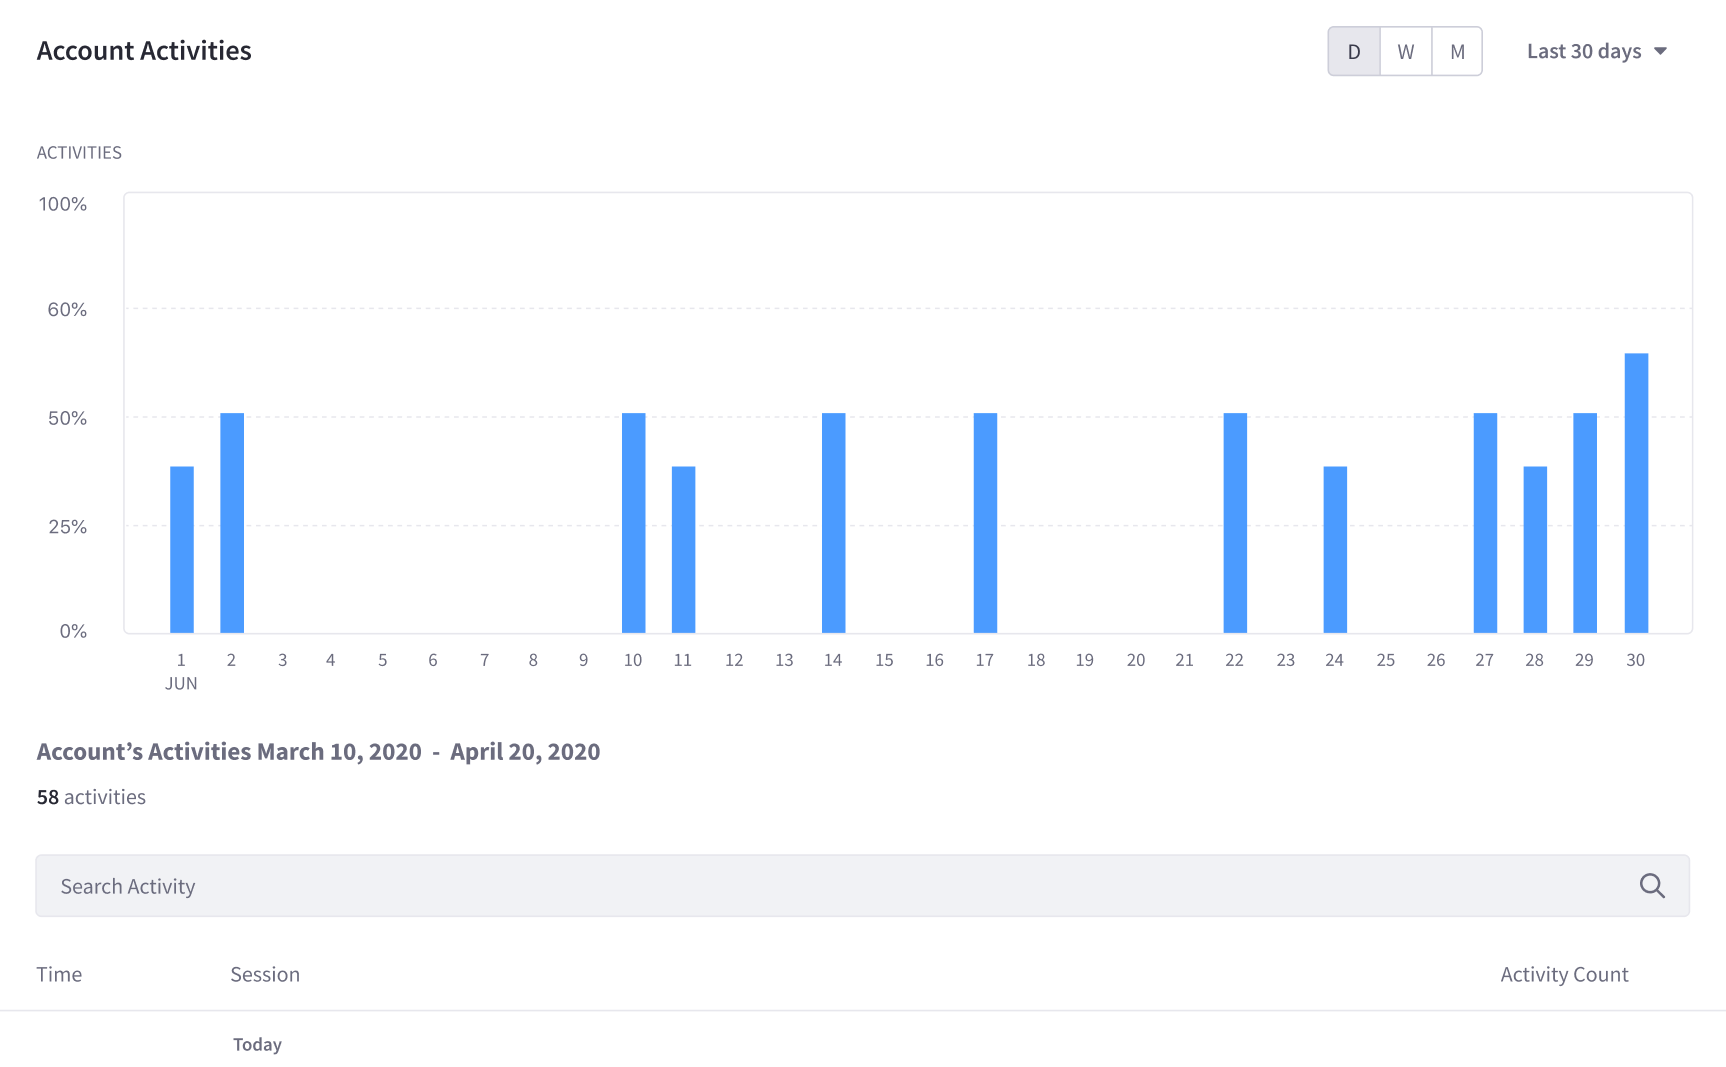 Account Activities
D W M
Last 30 days
ACTIVITIES
100%
60%
50%
25%
0%
1 2 3 4 5 6 7 8 9 10 11 12 13 14 15 16 17 18 19 20 21 22 23 24 25 26 27 28 29 30
JUN
Account’s Activities March 10, 2020 - April 20, 2020
58 activities
Search Activity
Time Session Activity Count
Today